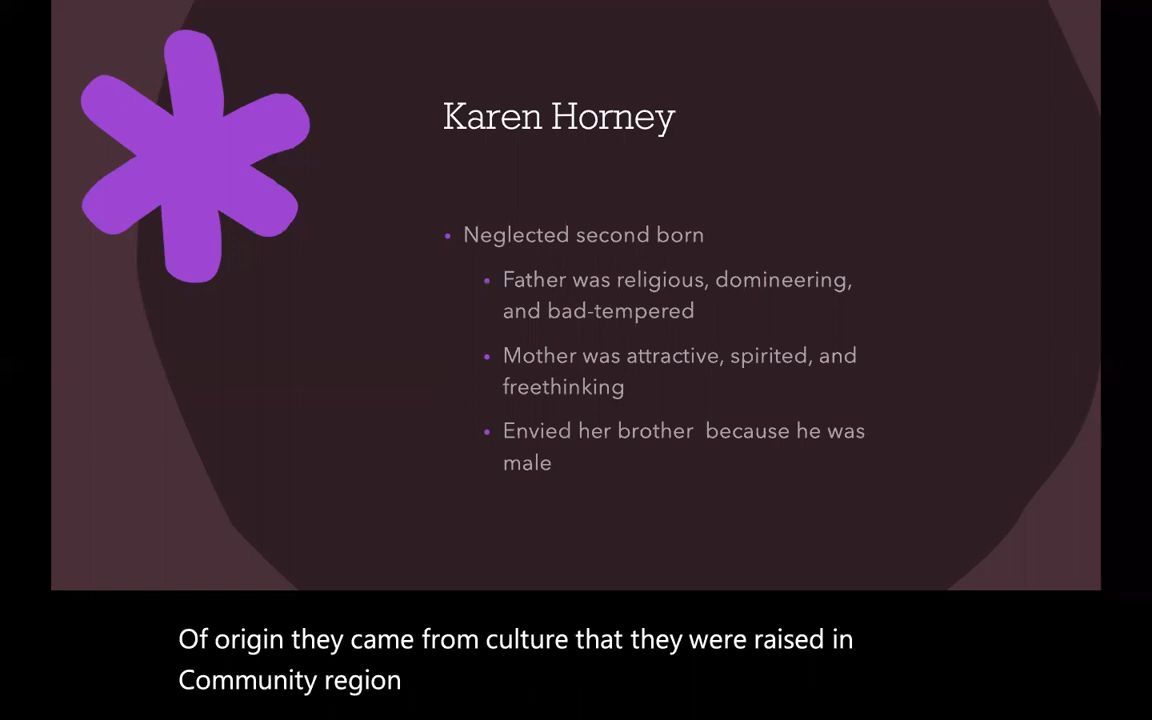 Karen Horney
• Neglected second born
• Father was religious, domineering,
and bad-tempered
• Mother was attractive, spirited, and
freethinking
• Envied her brother  because he was
male
Of origin they came from culture that they were raised in
Community region